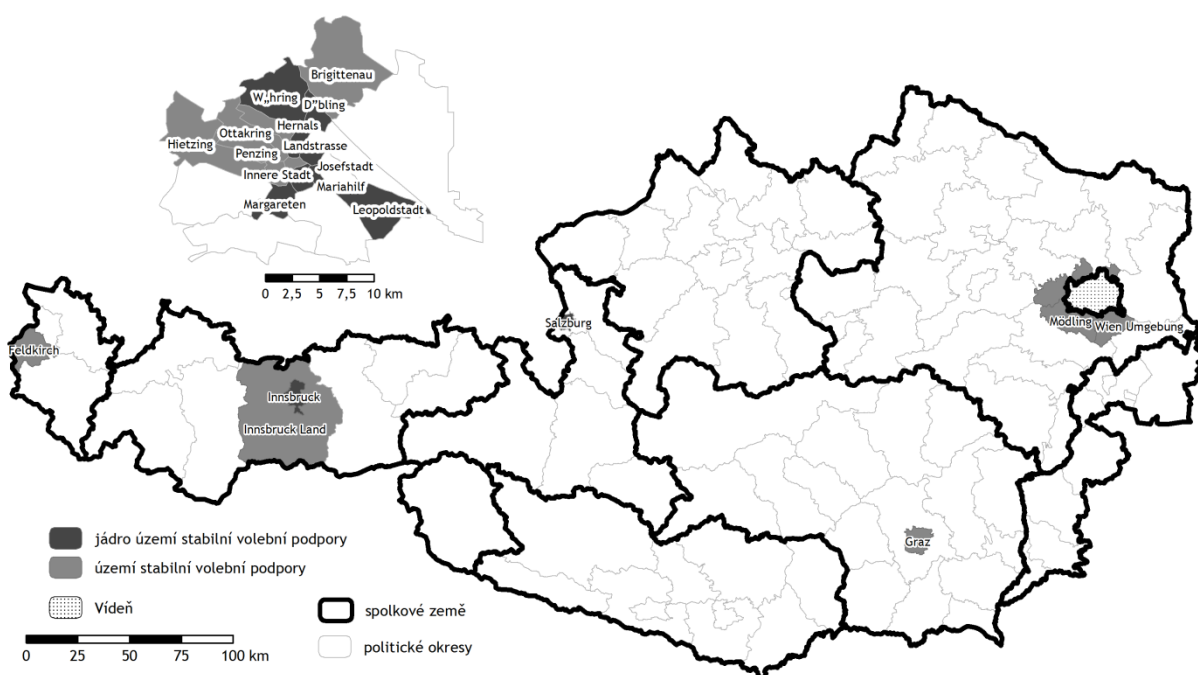 Brigittenau
W„hring
D”bling
Hernals
Ottakring
Hietzing
Landstrasse
Penzing
Josefstadt
Innere Stadt
Mariahilf
Margareten
Leopoldstadt
0 2,5 5 7,5 10 km
Salzburg
Mödling
Wien Umgebung
Feldkirch
Innsbruck
Innsbruck Land
Graz
jádro území stabilní volební podpory
území stabilní volební podpory
Vídeň
spolkové země
politické okresy
0 25 50 75 100 km